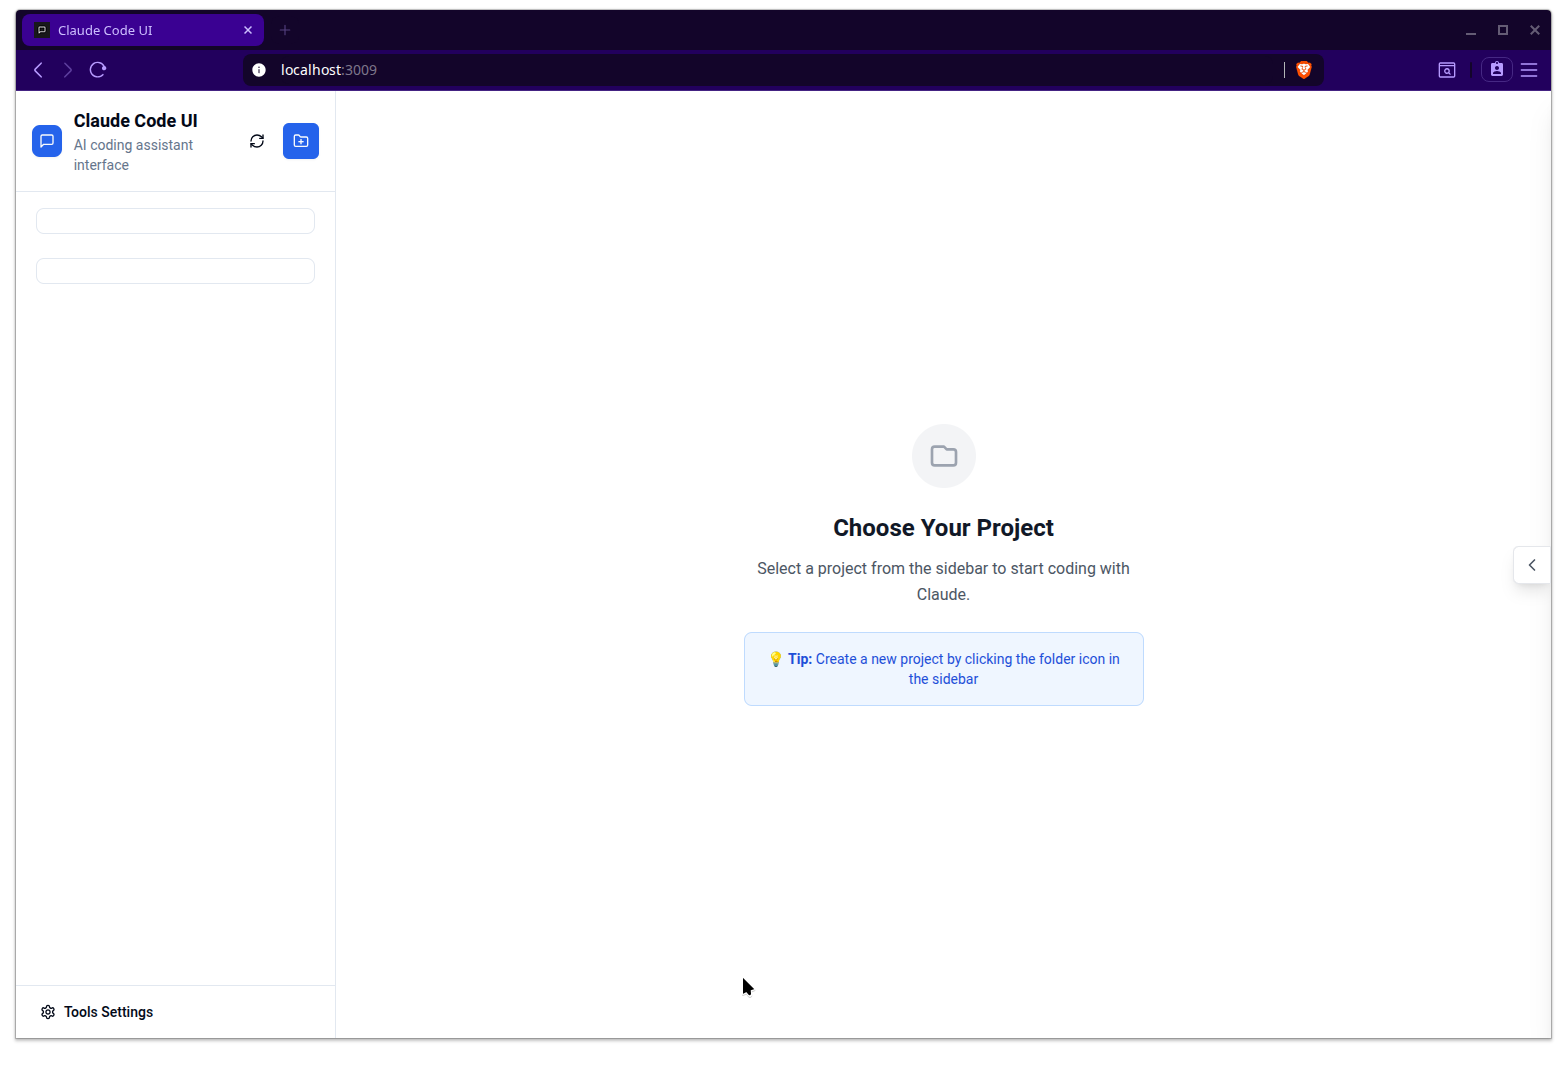 Claude Code UI
localhost:3009
Claude Code UI
AI coding assistant
interface
Choose Your Project
Select a project from the sidebar to start coding with
Claude.
💡 Tip: Create a new project by clicking the folder icon in
the sidebar
Tools Settings